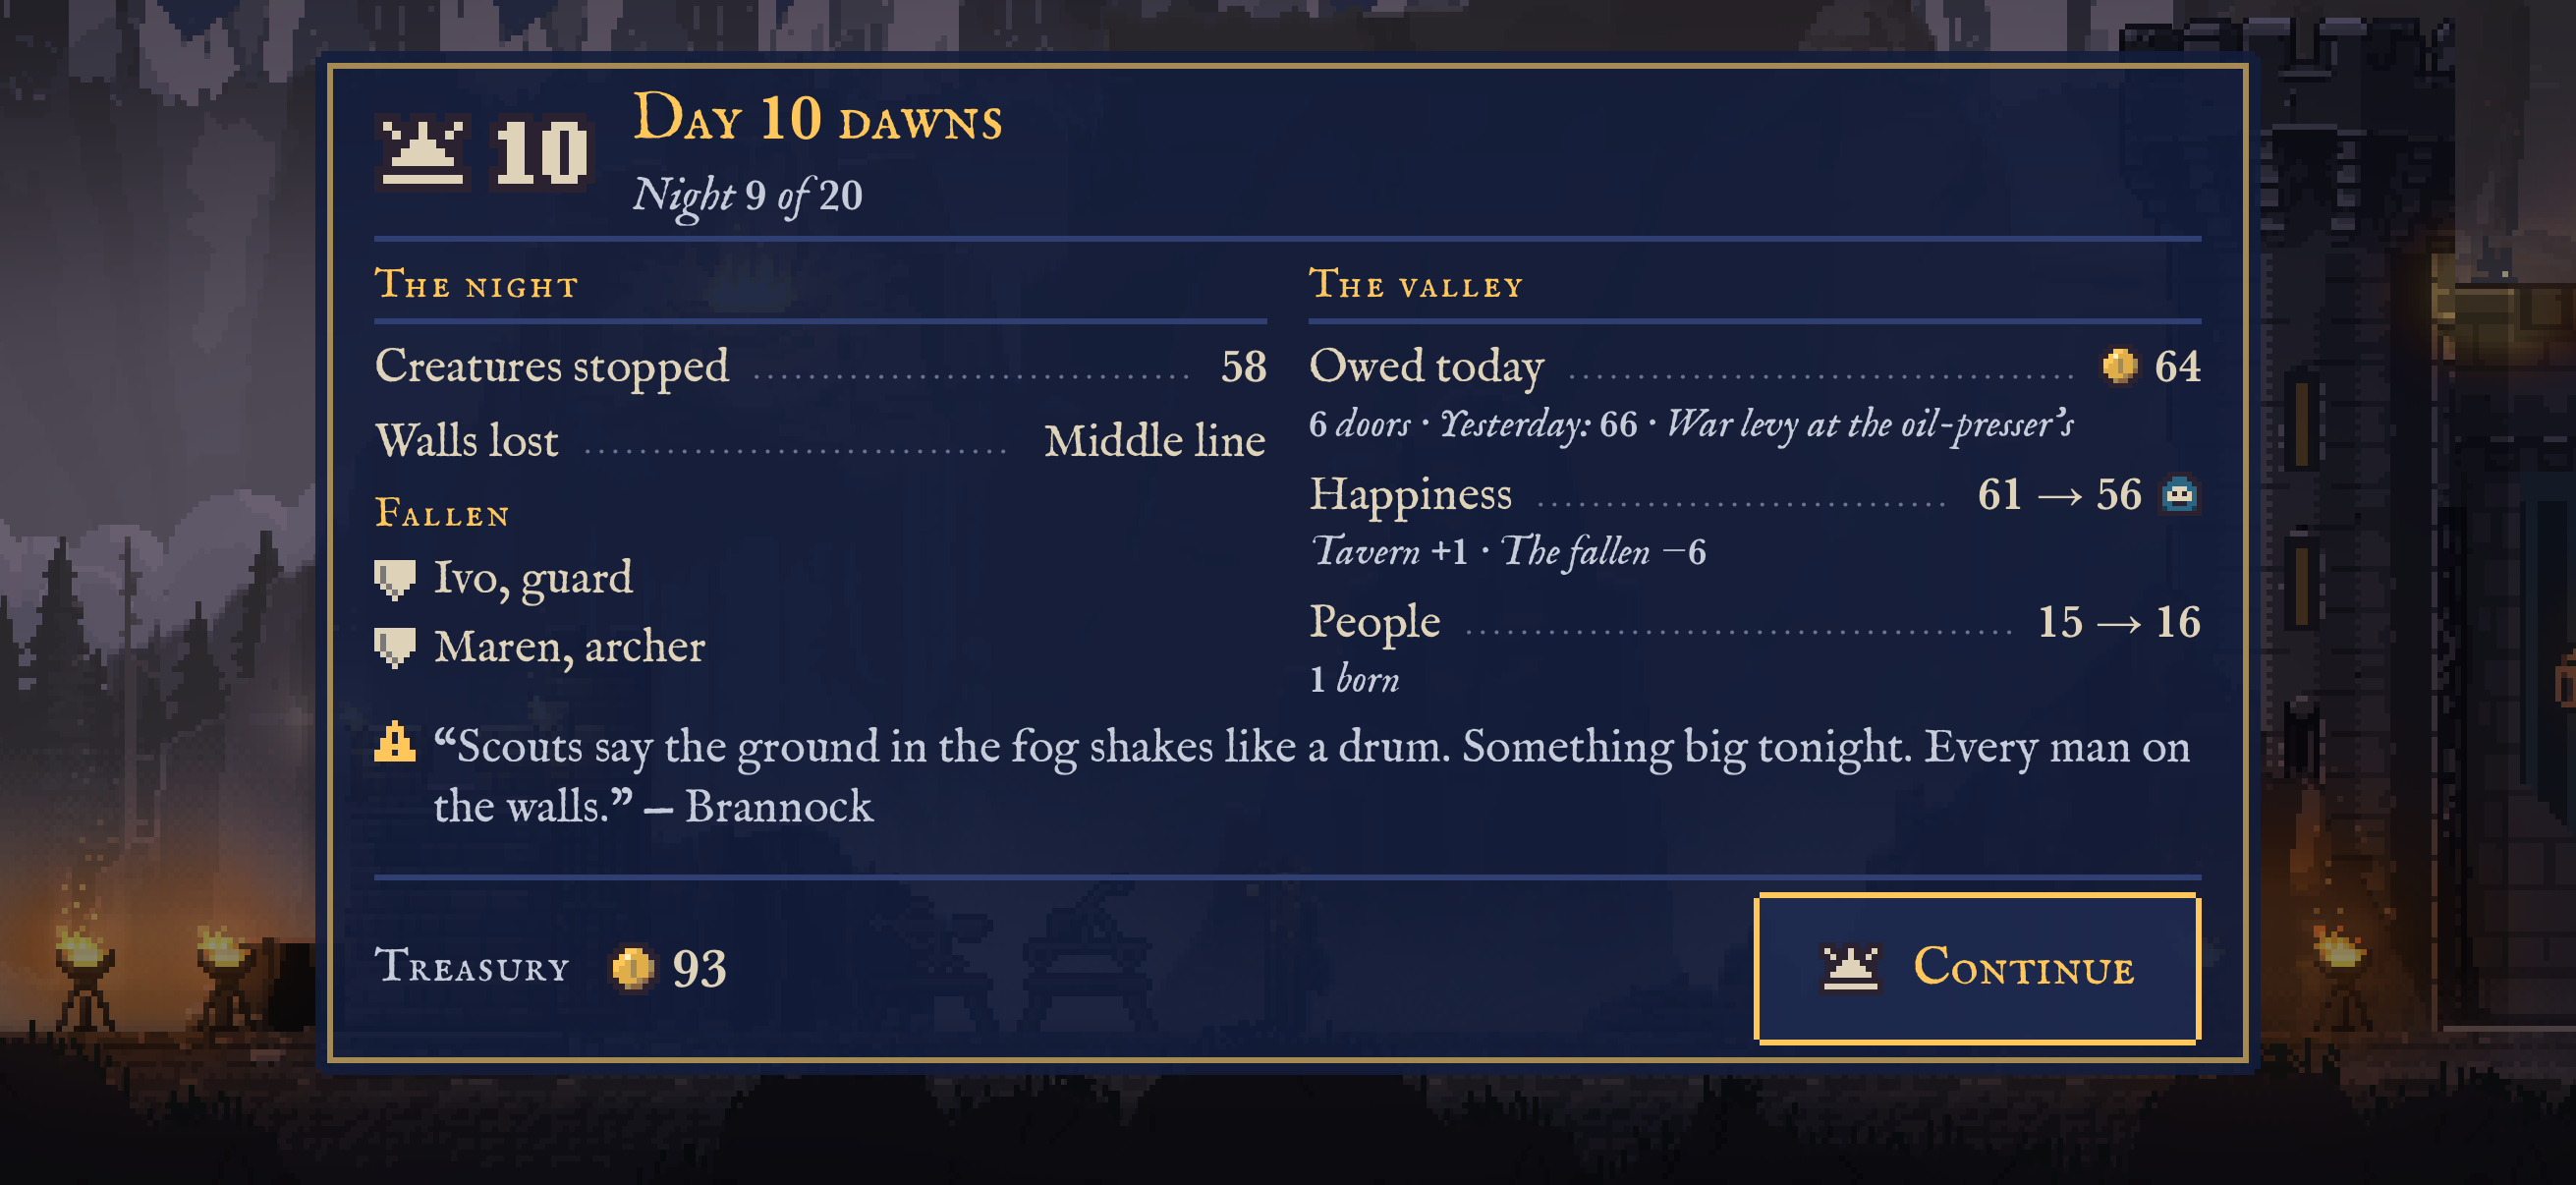 10
Day 10 dawns
Night 9 of 20
The night
Creatures stopped 58
Walls lost Middle line
Fallen
Ivo, guard
Maren, archer
The valley
Owed today 64
6 doors · Yesterday: 66 · War levy at the oil-presser’s
Happiness 61 → 56
Tavern +1 · The fallen −6
People 15 → 16
1 born
“Scouts say the ground in the fog shakes like a drum. Something big tonight. Every man on
the walls.” — Brannock
Treasury 93
Continue